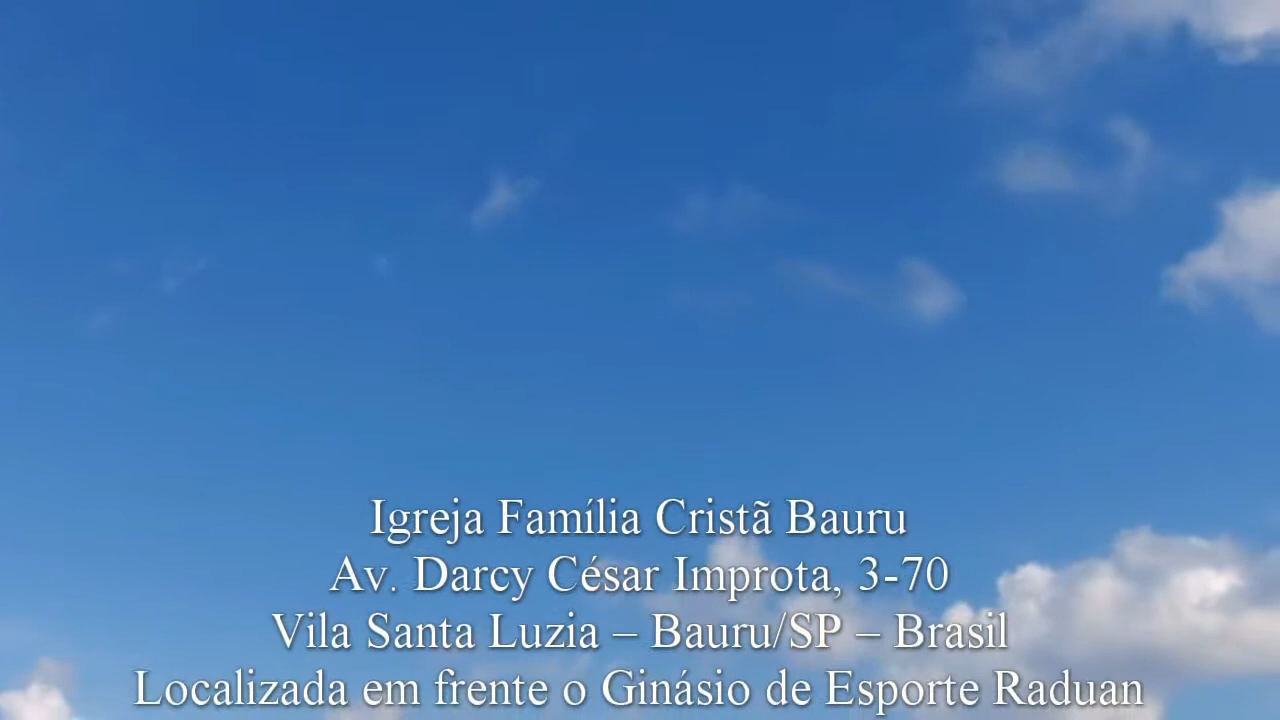 Igreja Família Cristã Bauru
Av. Darcy César Improta, 3-70
Vila Santa Luzia – Bauru/SP – Brasil
Localizada em frente o Ginásio de Esporte Raduan